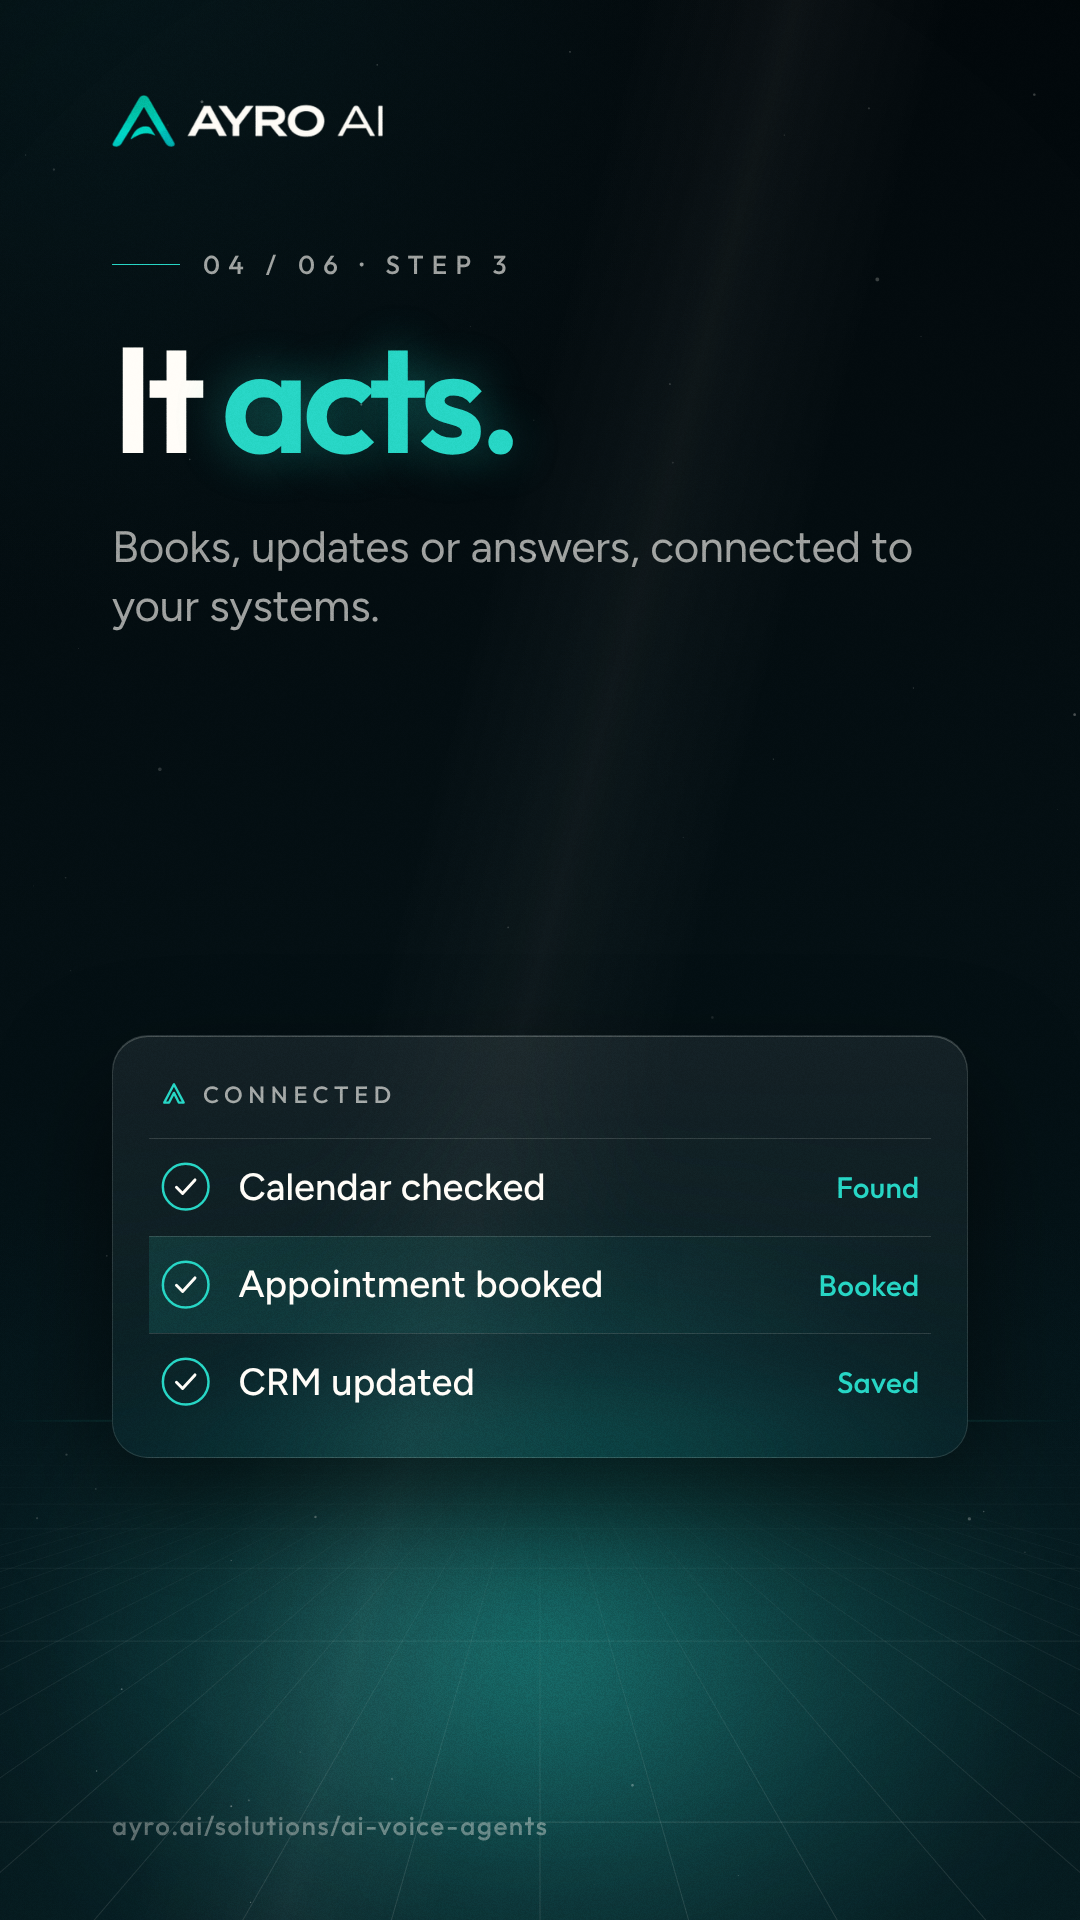 AYRO AI
04 / 06 · STEP 3
It acts.
Books, updates or answers, connected to
your systems.
CONNECTED
Calendar checked Found
Appointment booked Booked
CRM updated Saved
ayro.ai/solutions/ai-voice-agents